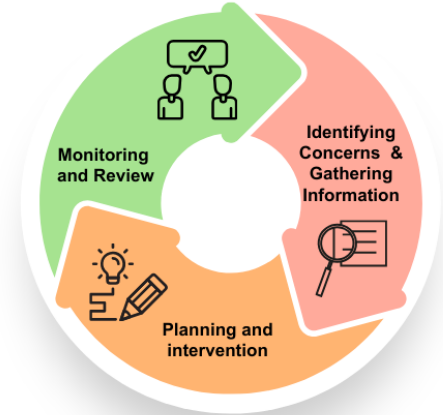 Identifying
Concerns &
Gathering
Information
Planning and
intervention
Monitoring
and Review